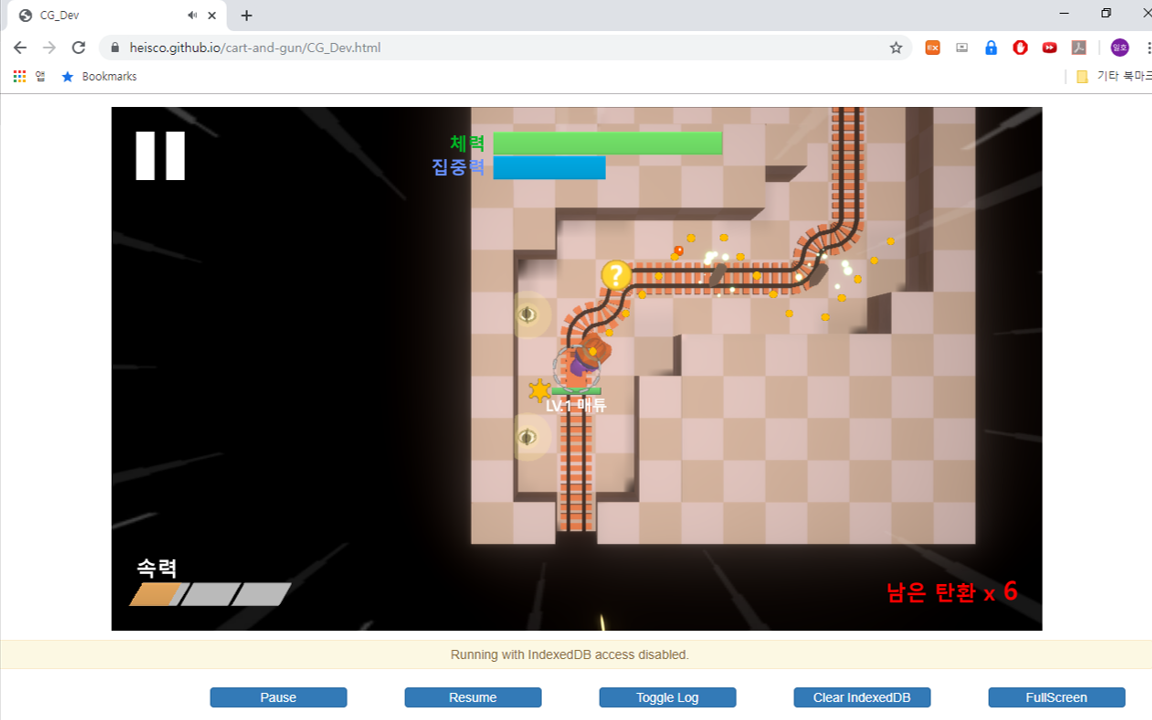 CG_Dev
heisco.github.io/cart-and-gun/CG_Dev.html
앱
Bookmarks
기타 북마크
체력
집중력
?
LV.1 매튜
속력
남은 탄환 x 6
Running with IndexedDB access disabled.
Pause
Resume
Toggle Log
Clear IndexedDB
FullScreen